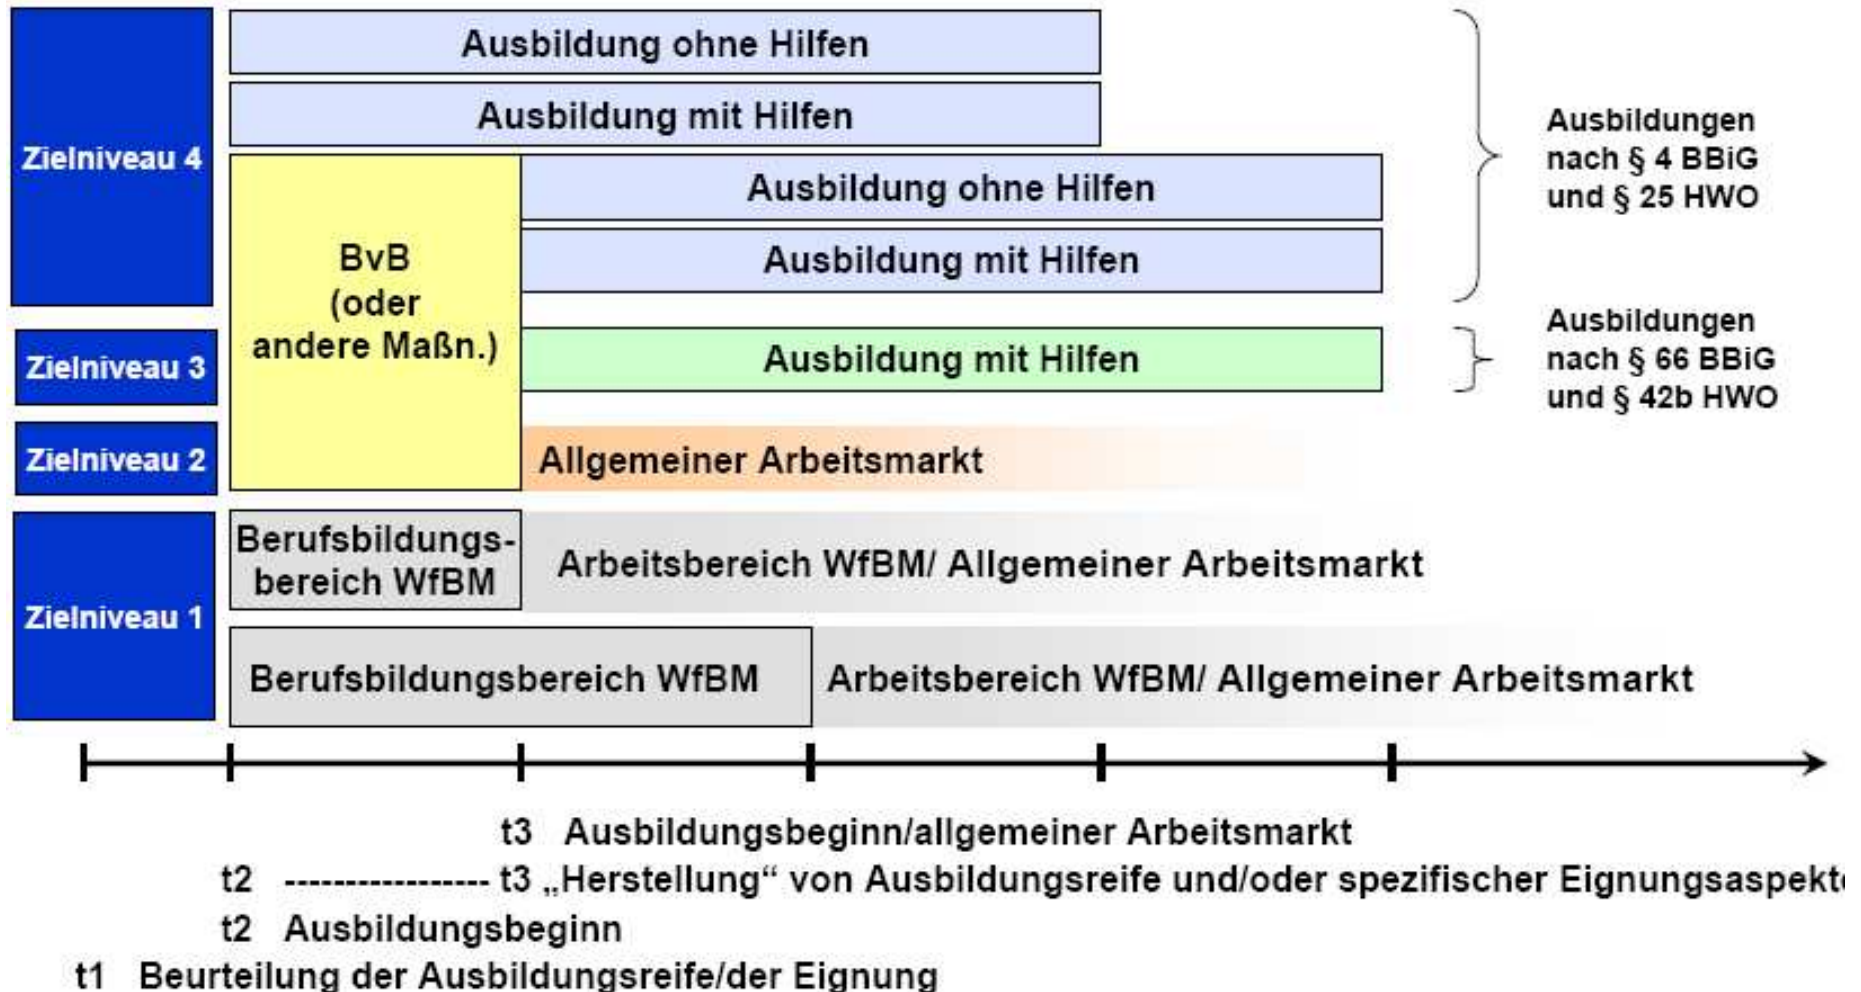 Ausbildung ohne Hilfen
Ausbildung mit Hilfen
Zielniveau 4
Ausbildung ohne Hilfen
Ausbildung mit Hilfen
BvB
(oder
andere Maßn.)
Ausbildungen
nach § 4 BBiG
und § 25 HWO
Zielniveau 3
Ausbildung mit Hilfen
Ausbildungen
nach § 66 BBiG
und § 42b HWO
Zielniveau 2
Allgemeiner Arbeitsmarkt
Zielniveau 1
Berufsbildungs-
bereich WfBM
Arbeitsbereich WfBM/ Allgemeiner Arbeitsmarkt
Berufsbildungsbereich WfBM
Arbeitsbereich WfBM/ Allgemeiner Arbeitsmarkt
t3 Ausbildungsbeginn/allgemeiner Arbeitsmarkt
t2 ----------------- t3 „Herstellung“ von Ausbildungsreife und/oder spezifischer Eignungsaspekt
t2 Ausbildungsbeginn
t1 Beurteilung der Ausbildungsreife/der Eignung